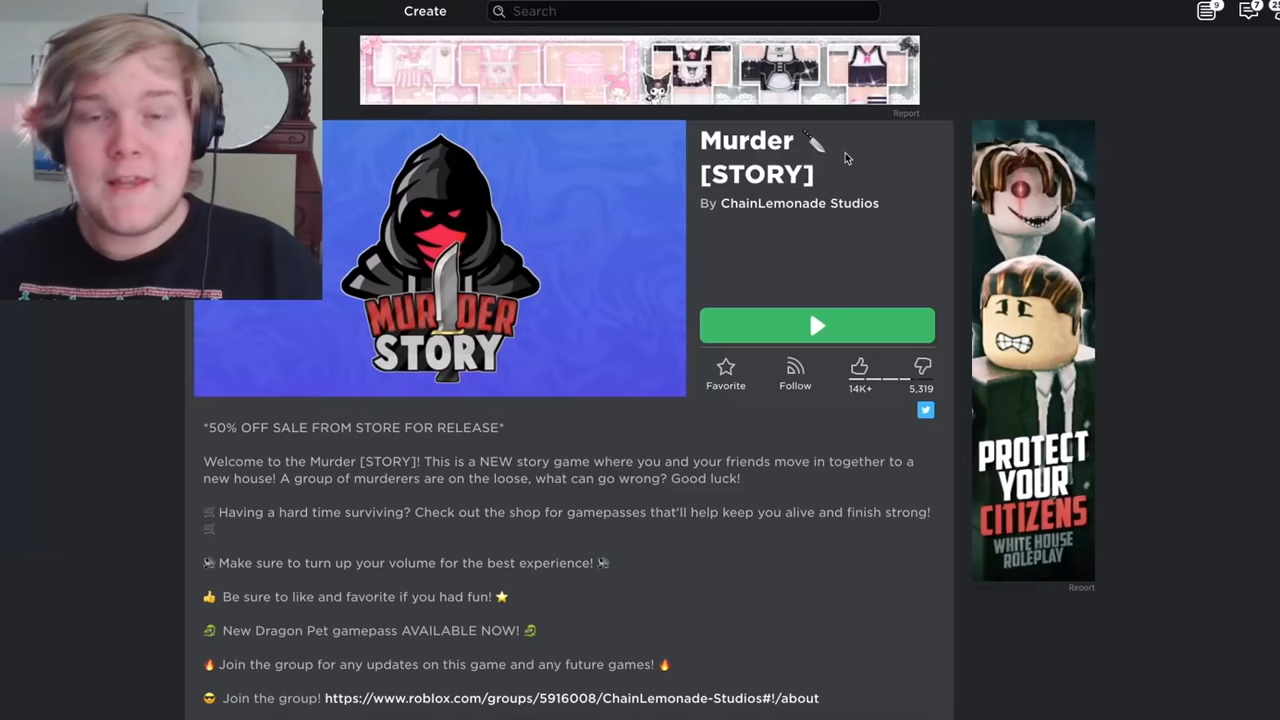 Create
Search
9
7
Report
Murder 🔪
[STORY]
By ChainLemonade Studios
MURDER
STORY
Favorite
Follow
14K+
5,319
*50% OFF SALE FROM STORE FOR RELEASE*
Welcome to the Murder [STORY]! This is a NEW story game where you and your friends move in together to a
new house! A group of murderers are on the loose, what can go wrong? Good luck!
🛒Having a hard time surviving? Check out the shop for gamepasses that'll help keep you alive and finish strong!
🛒
🔊Make sure to turn up your volume for the best experience! 🔊
👍 Be sure to like and favorite if you had fun! ⭐
🐉 New Dragon Pet gamepass AVAILABLE NOW! 🐉
🔥Join the group for any updates on this game and any future games! 🔥
😎 Join the group! https://www.roblox.com/groups/5916008/ChainLemonade-Studios#!/about
PROTECT
YOUR
CITIZENS
WHITE HOUSE
ROLEPLAY
Report